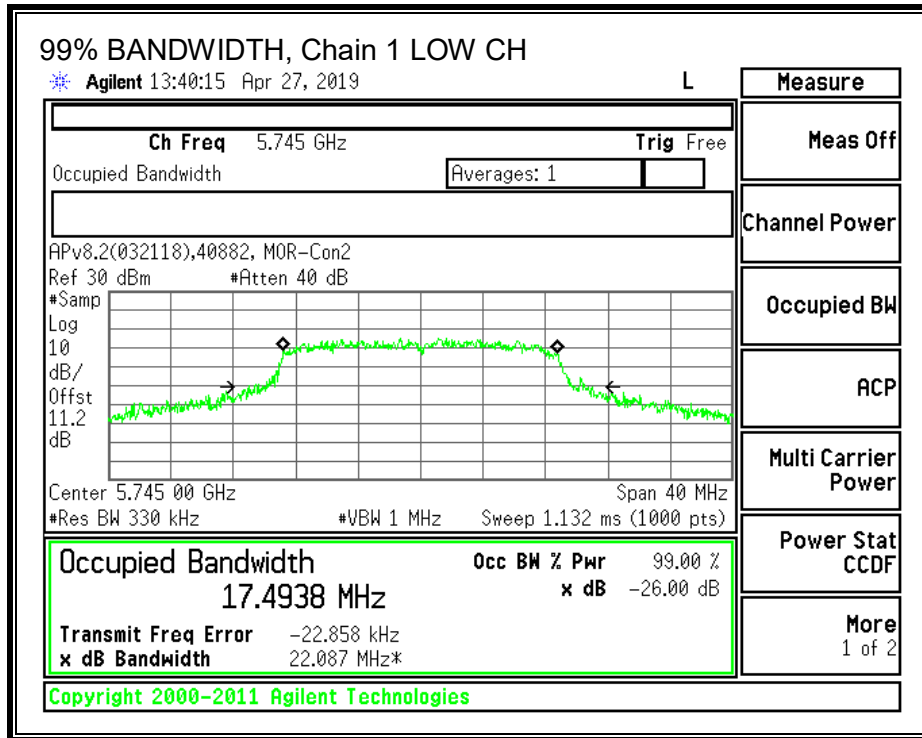 99% BANDWIDTH, Chain 1 LOW CH
Agilent 13:40:15 Apr 27, 2019 L
Measure
Ch Freq 5.745 GHz Trig Free
Meas Off
Occupied Bandwidth Averages: 1
Channel Power
APv8.2(032118),40882, MOR-Con2
Ref 30 dBm #Atten 40 dB
#Samp
Log
10
dB/
Offst
11.2
dB
Occupied BW
ACP
Multi Carrier
Power
Center 5.745 00 GHz Span 40 MHz
#Res BW 330 kHz #VBW 1 MHz Sweep 1.132 ms (1000 pts)
Occupied Bandwidth Occ BW % Pwr 99.00 %
17.4938 MHz x dB -26.00 dB
Transmit Freq Error -22.858 kHz
x dB Bandwidth 22.087 MHz*
Power Stat
CCDF
More
1 of 2
Copyright 2000-2011 Agilent Technologies